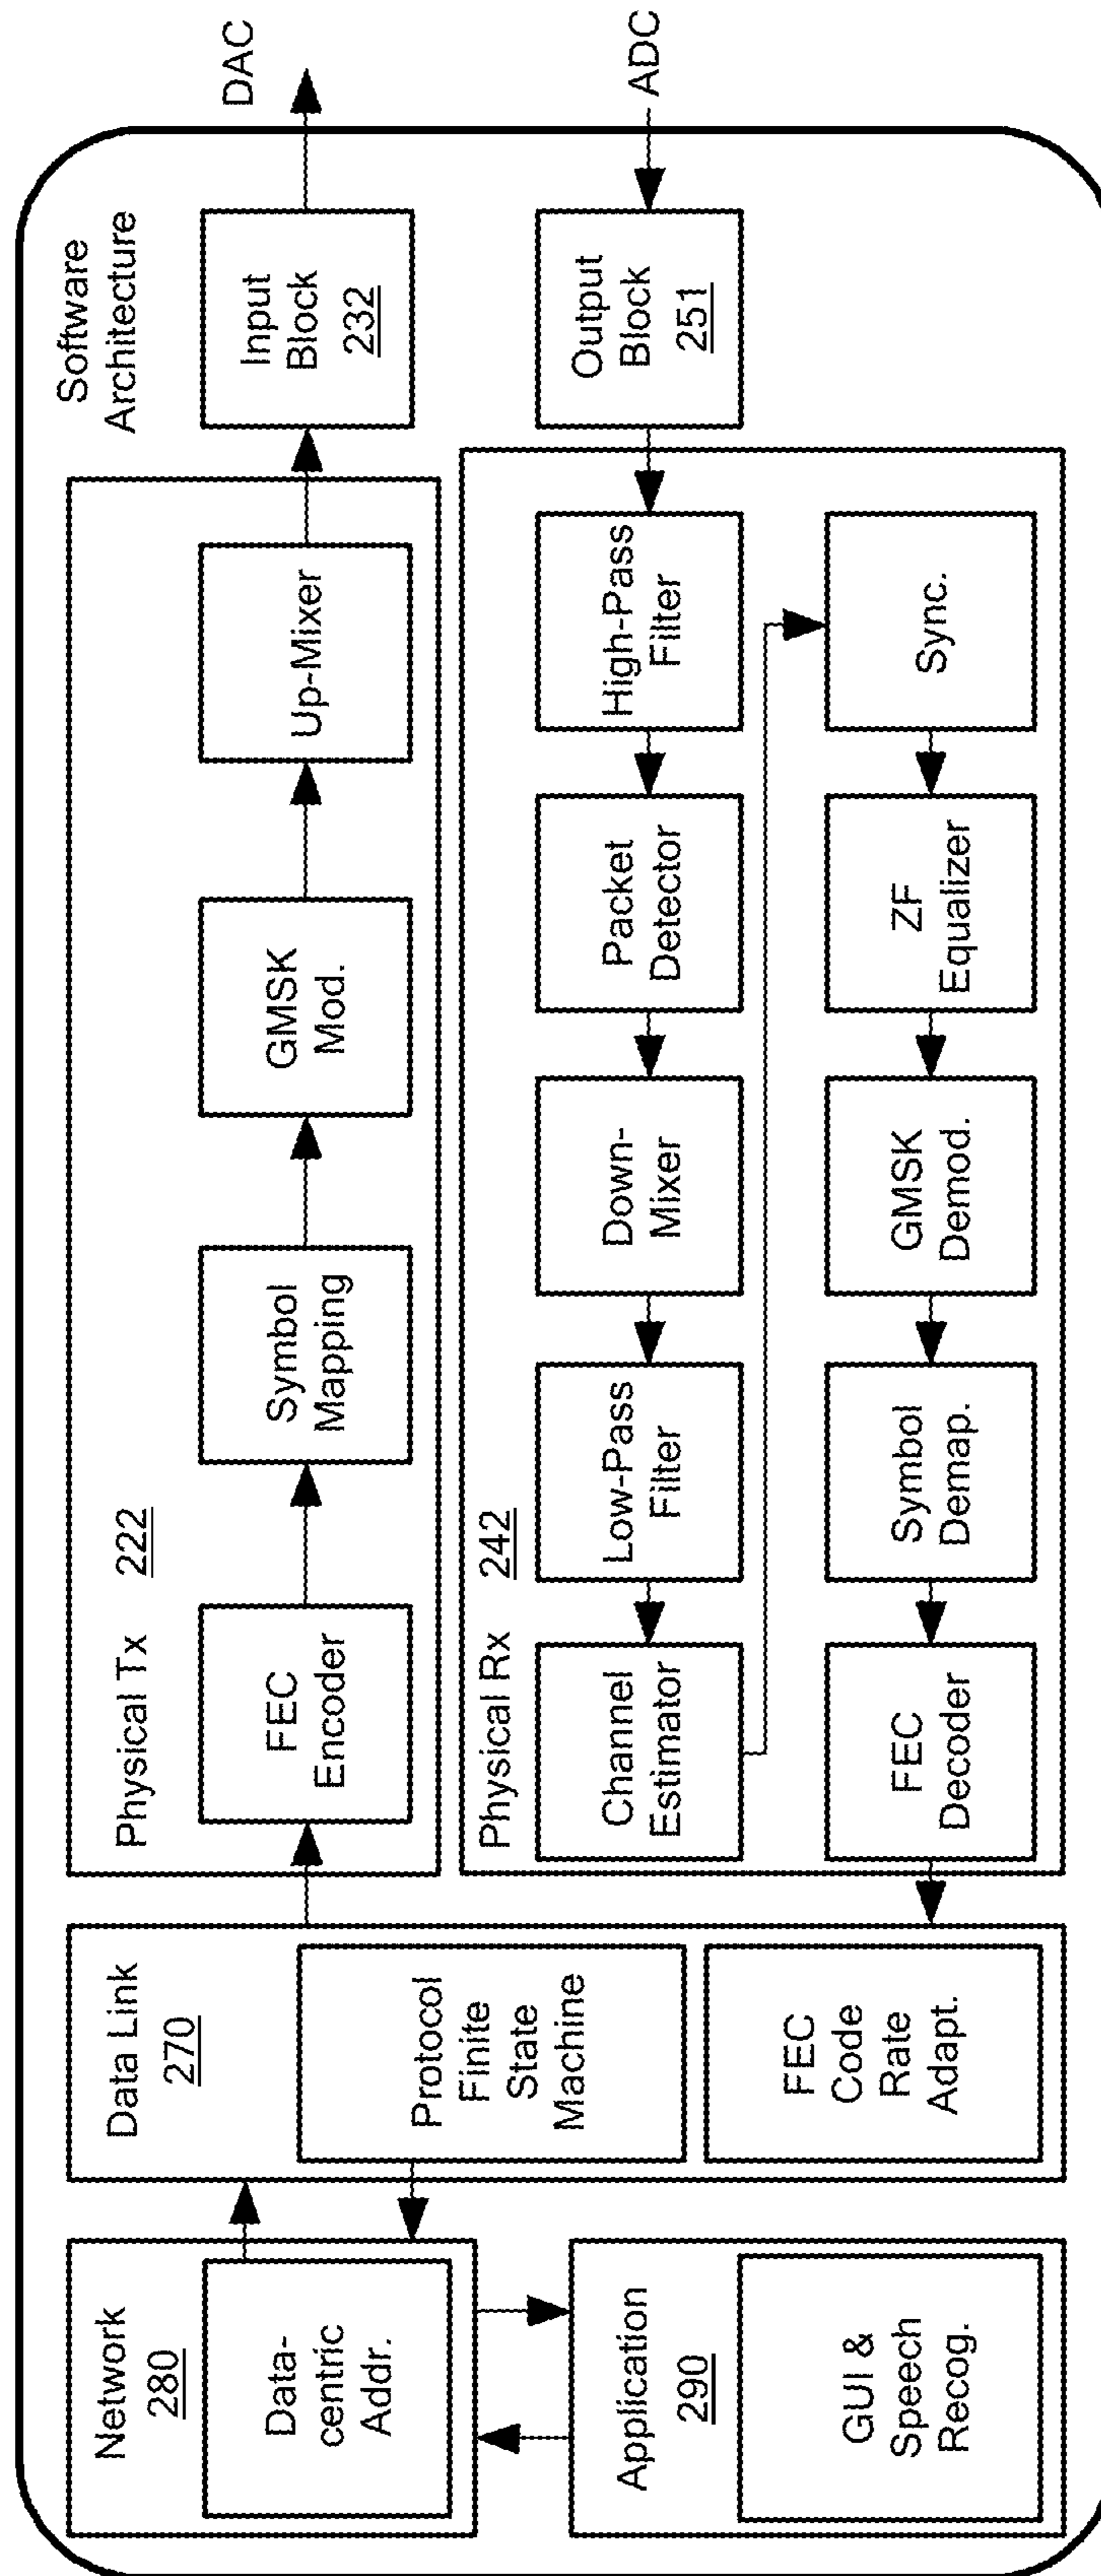 Software
Architecture
Network
280
Data-
centric
Addr.
Application
290
GUI &
Speech
Recog.
Data Link
270
Protocol
Finite
State
Machine
FEC
Code
Rate
Adapt.
Physical Tx 222
FEC
Encoder
Symbol
Mapping
GMSK
Mod.
Up-Mixer
Input
Block
232
DAC
Physical Rx 242
Channel
Estimator
Low-Pass
Filter
Down-
Mixer
Packet
Detector
High-Pass
Filter
Output
Block
251
ADC
FEC
Decoder
Symbol
Demap.
GMSK
Demod.
ZF
Equalizer
Sync.